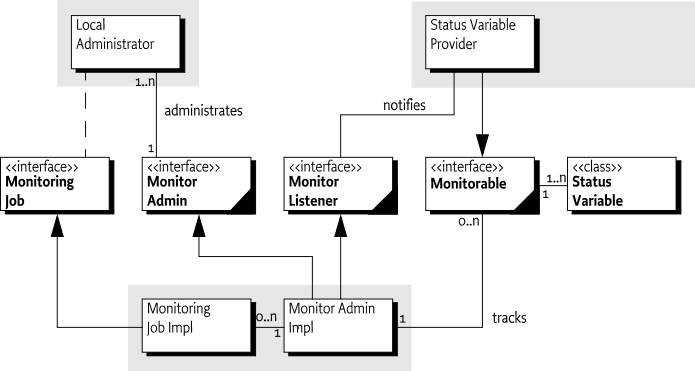 Local
Administrator
Status Variable
Provider
1..n
administrates
notifies
1
<<interface>>
Monitoring
Job
<<interface>>
Monitor
Admin
<<interface>>
Monitor
Listener
<<interface>>
Monitorable
1..n
1
<<class>>
Status
Variable
0..n
Monitoring
Job Impl
0..n
1
Monitor Admin
Impl
1
tracks